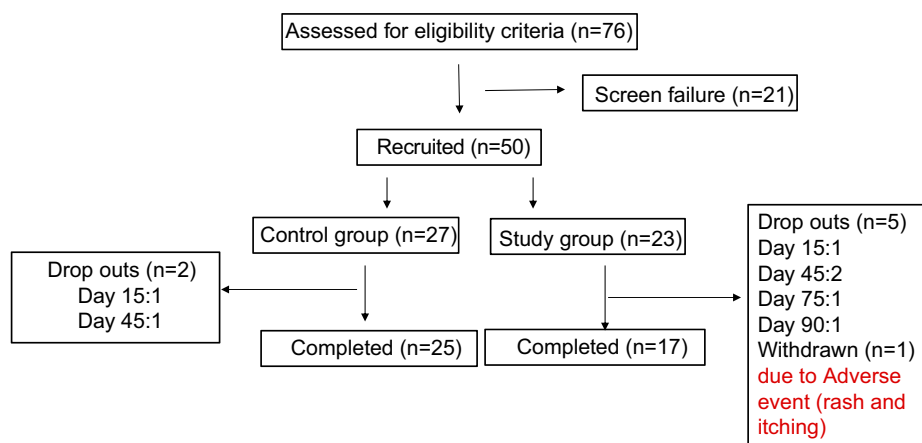 Assessed for eligibility criteria (n=76)
Screen failure (n=21)
Recruited (n=50)
Control group (n=27)
Study group (n=23)
Drop outs (n=2)
Day 15:1
Day 45:1
Drop outs (n=5)
Day 15:1
Day 45:2
Day 75:1
Day 90:1
Withdrawn (n=1)
due to Adverse
event (rash and
itching)
Completed (n=25)
Completed (n=17)